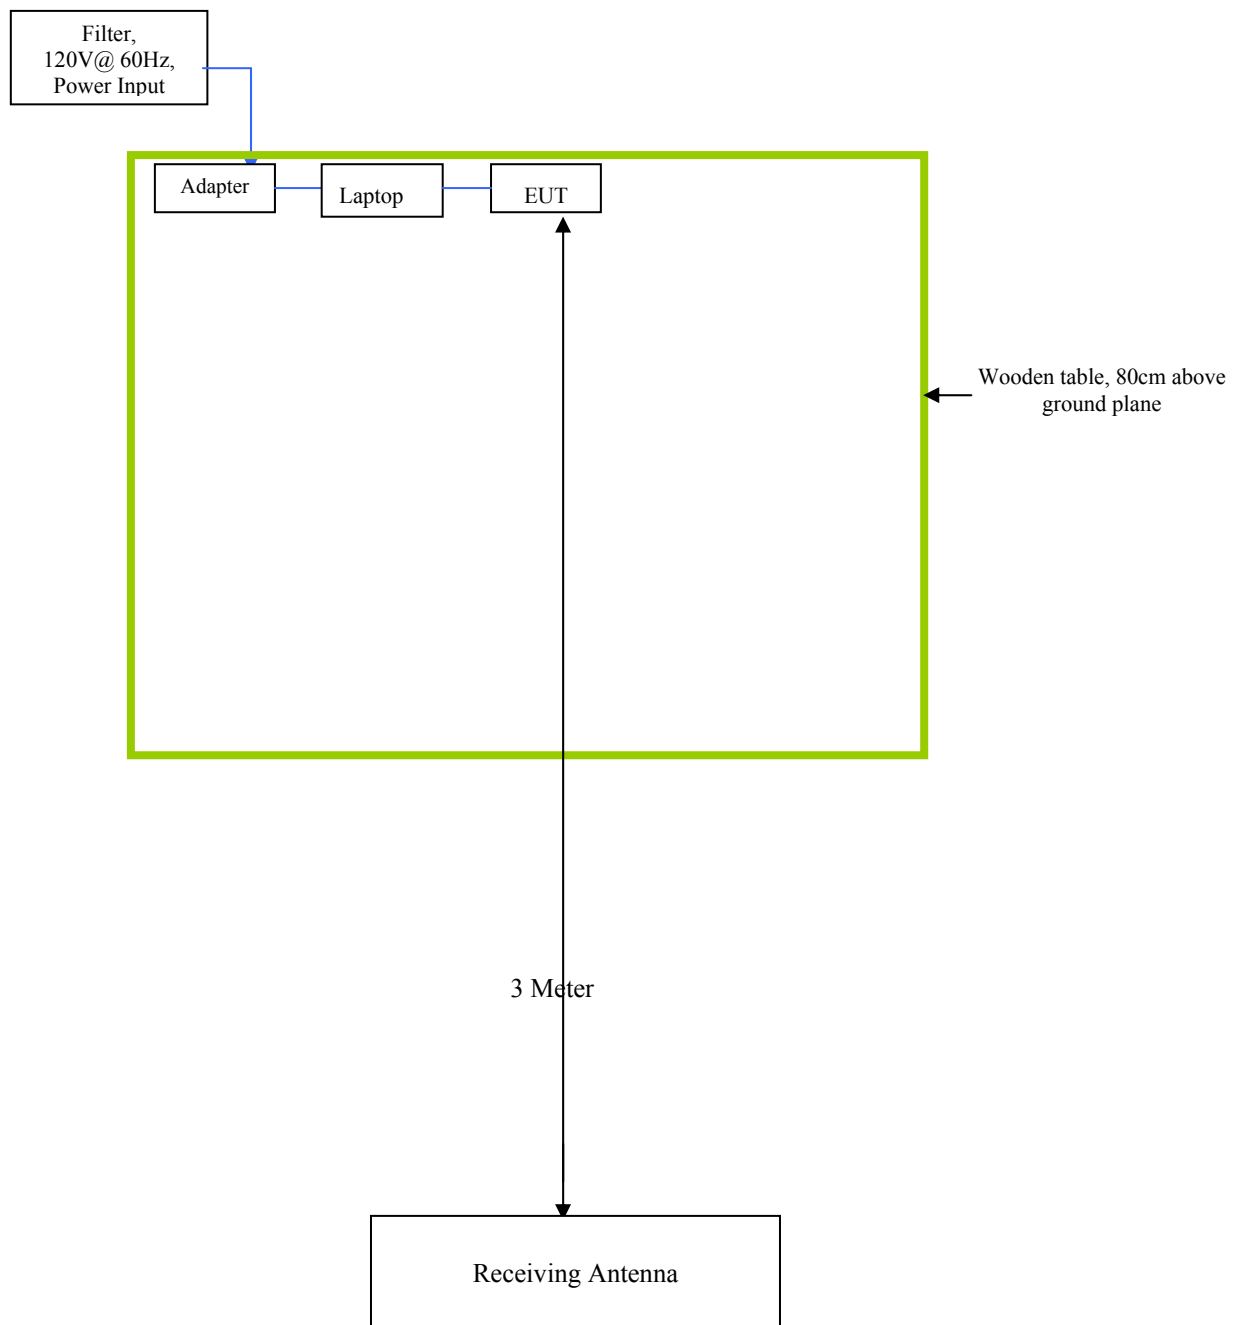 Filter,
120V@ 60Hz,
Power Input
Adapter
Laptop
EUT
Wooden table, 80cm above
ground plane
3 Meter
Receiving Antenna